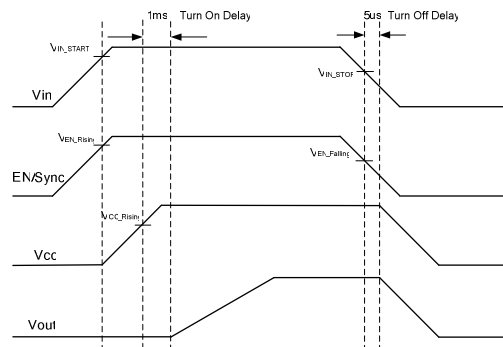 1ms Turn On Delay
5us Turn Off Delay
VIN_START
VIN_STOP
Vin
VEN_Rising
VEN_Falling
EN/Sync
VCC_Rising
Vcc
Vout